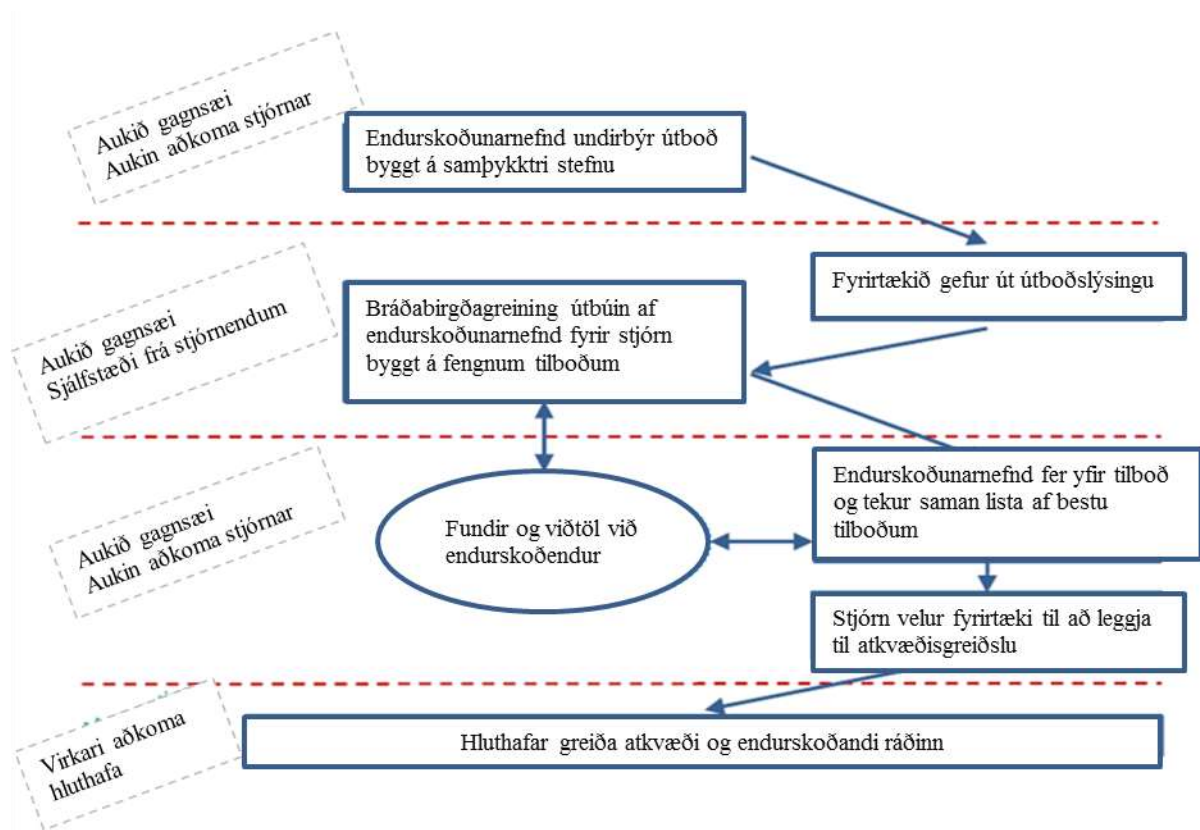 Aukið gagnsæi
Aukin aðkoma stjórnar
Endurskoðunarnefnd undirbýr útboð
byggt á samþykktri stefnu
Fyrirtækið gefur út útboðslýsingu
Aukið gagnsæi
Sjálfstæði frá stjórnendum
Bráðabirgðagreining útbúin af
endurskoðunarnefnd fyrir stjórn
byggt á fengnum tilboðum
Aukið gagnsæi
Aukin aðkoma stjórnar
Fundir og viðtöl við
endurskoðendur
Endurskoðunarnefnd fer yfir tilboð
og tekur saman lista af bestu
tilboðum
Stjórn velur fyrirtæki til að leggja
til atkvæðisgreiðslu
Virkari aðkoma
hluthafa
Hluthafar greiða atkvæði og endurskoðandi ráðinn